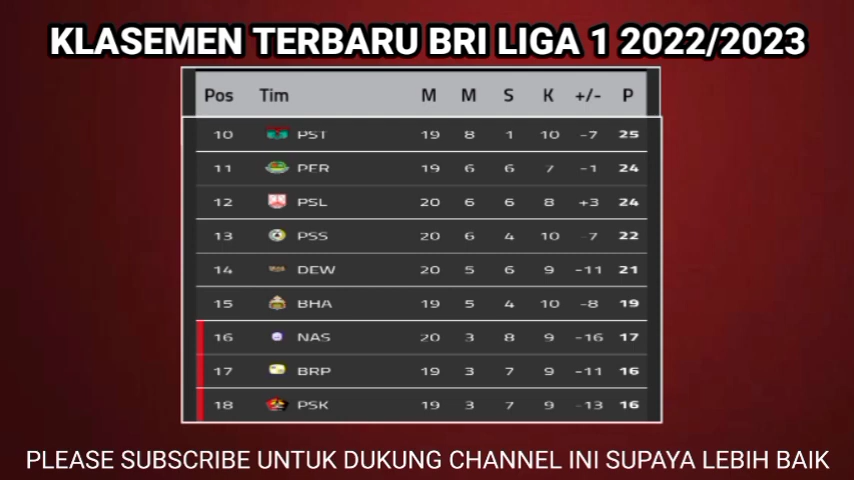 KLASEMEN TERBARU BRI LIGA 1 2022/2023
Pos Tim M M S K +/- P
10 PST 19 8 1 10 -7 25
11 PER 19 6 6 7 -1 24
12 PSL 20 6 6 8 +3 24
13 PSS 20 6 4 10 -7 22
14 DEW 20 5 6 9 -11 21
15 BHA 19 5 4 10 -8 19
16 NAS 20 3 8 9 -16 17
17 BRP 19 3 7 9 -11 16
18 PSK 19 3 7 9 -13 16
PLEASE SUBSCRIBE UNTUK DUKUNG CHANNEL INI SUPAYA LEBIH BAIK